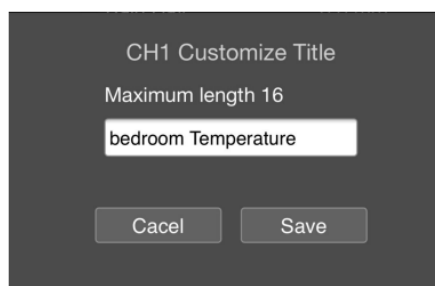 CH1 Customize Title
Maximum length 16
bedroom Temperature
Cacel
Save